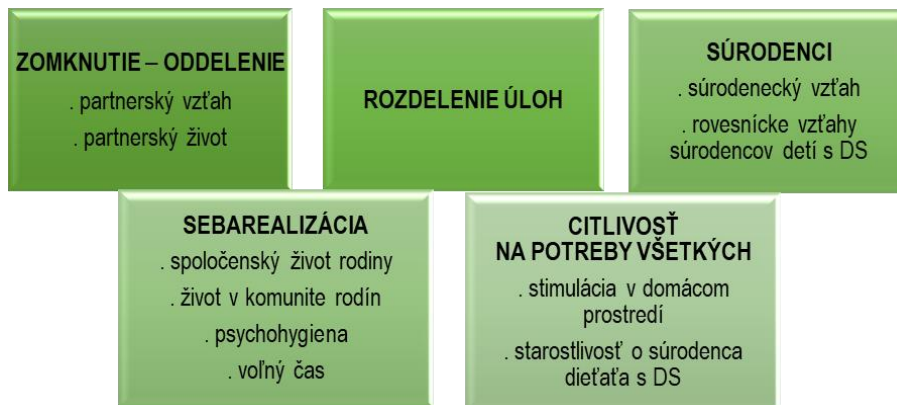 ZOMKNUTIE – ODDELENIE
. partnerský vzťah
. partnerský život
ROZDELENIE ÚLOH
SÚRODENCI
. súrodenecký vzťah
. rovesnícke vzťahy
súrodencov detí s DS
SEBAREALIZÁCIA
. spoločenský život rodiny
. život v komunite rodín
. psychohygiena
. voľný čas
CITLIVOSŤ
NA POTREBY VŠETKÝCH
. stimulácia v domácom
prostredí
. starostlivosť o súrodenca
dieťaťa s DS